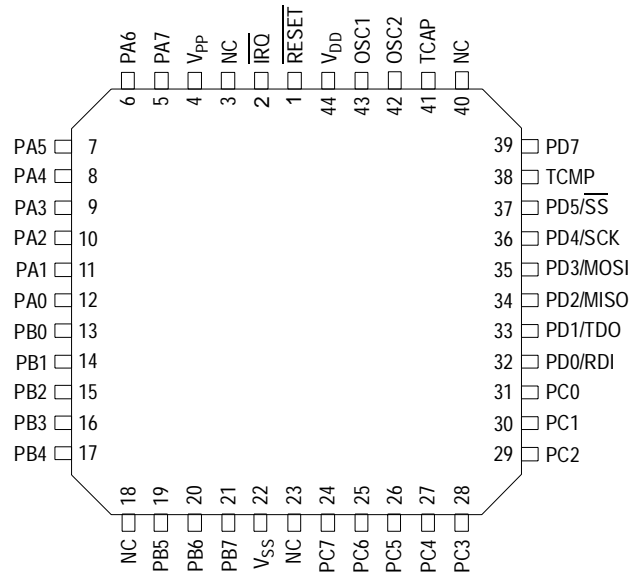 PA6 PA7 VPP NC IRQ RESET VDD OSC1 OSC2 TCAP NC
6 5 4 3 2 1 44 43 42 41 40
PA5 7
PA4 8
PA3 9
PA2 10
PA1 11
PA0 12
PB0 13
PB1 14
PB2 15
PB3 16
PB4 17
39 PD7
38 TCMP
37 PD5/SS
36 PD4/SCK
35 PD3/MOSI
34 PD2/MISO
33 PD1/TDO
32 PD0/RDI
31 PC0
30 PC1
29 PC2
18 19 20 21 22 23 24 25 26 27 28
NC PB5 PB6 PB7 VSS NC PC7 PC6 PC5 PC4 PC3